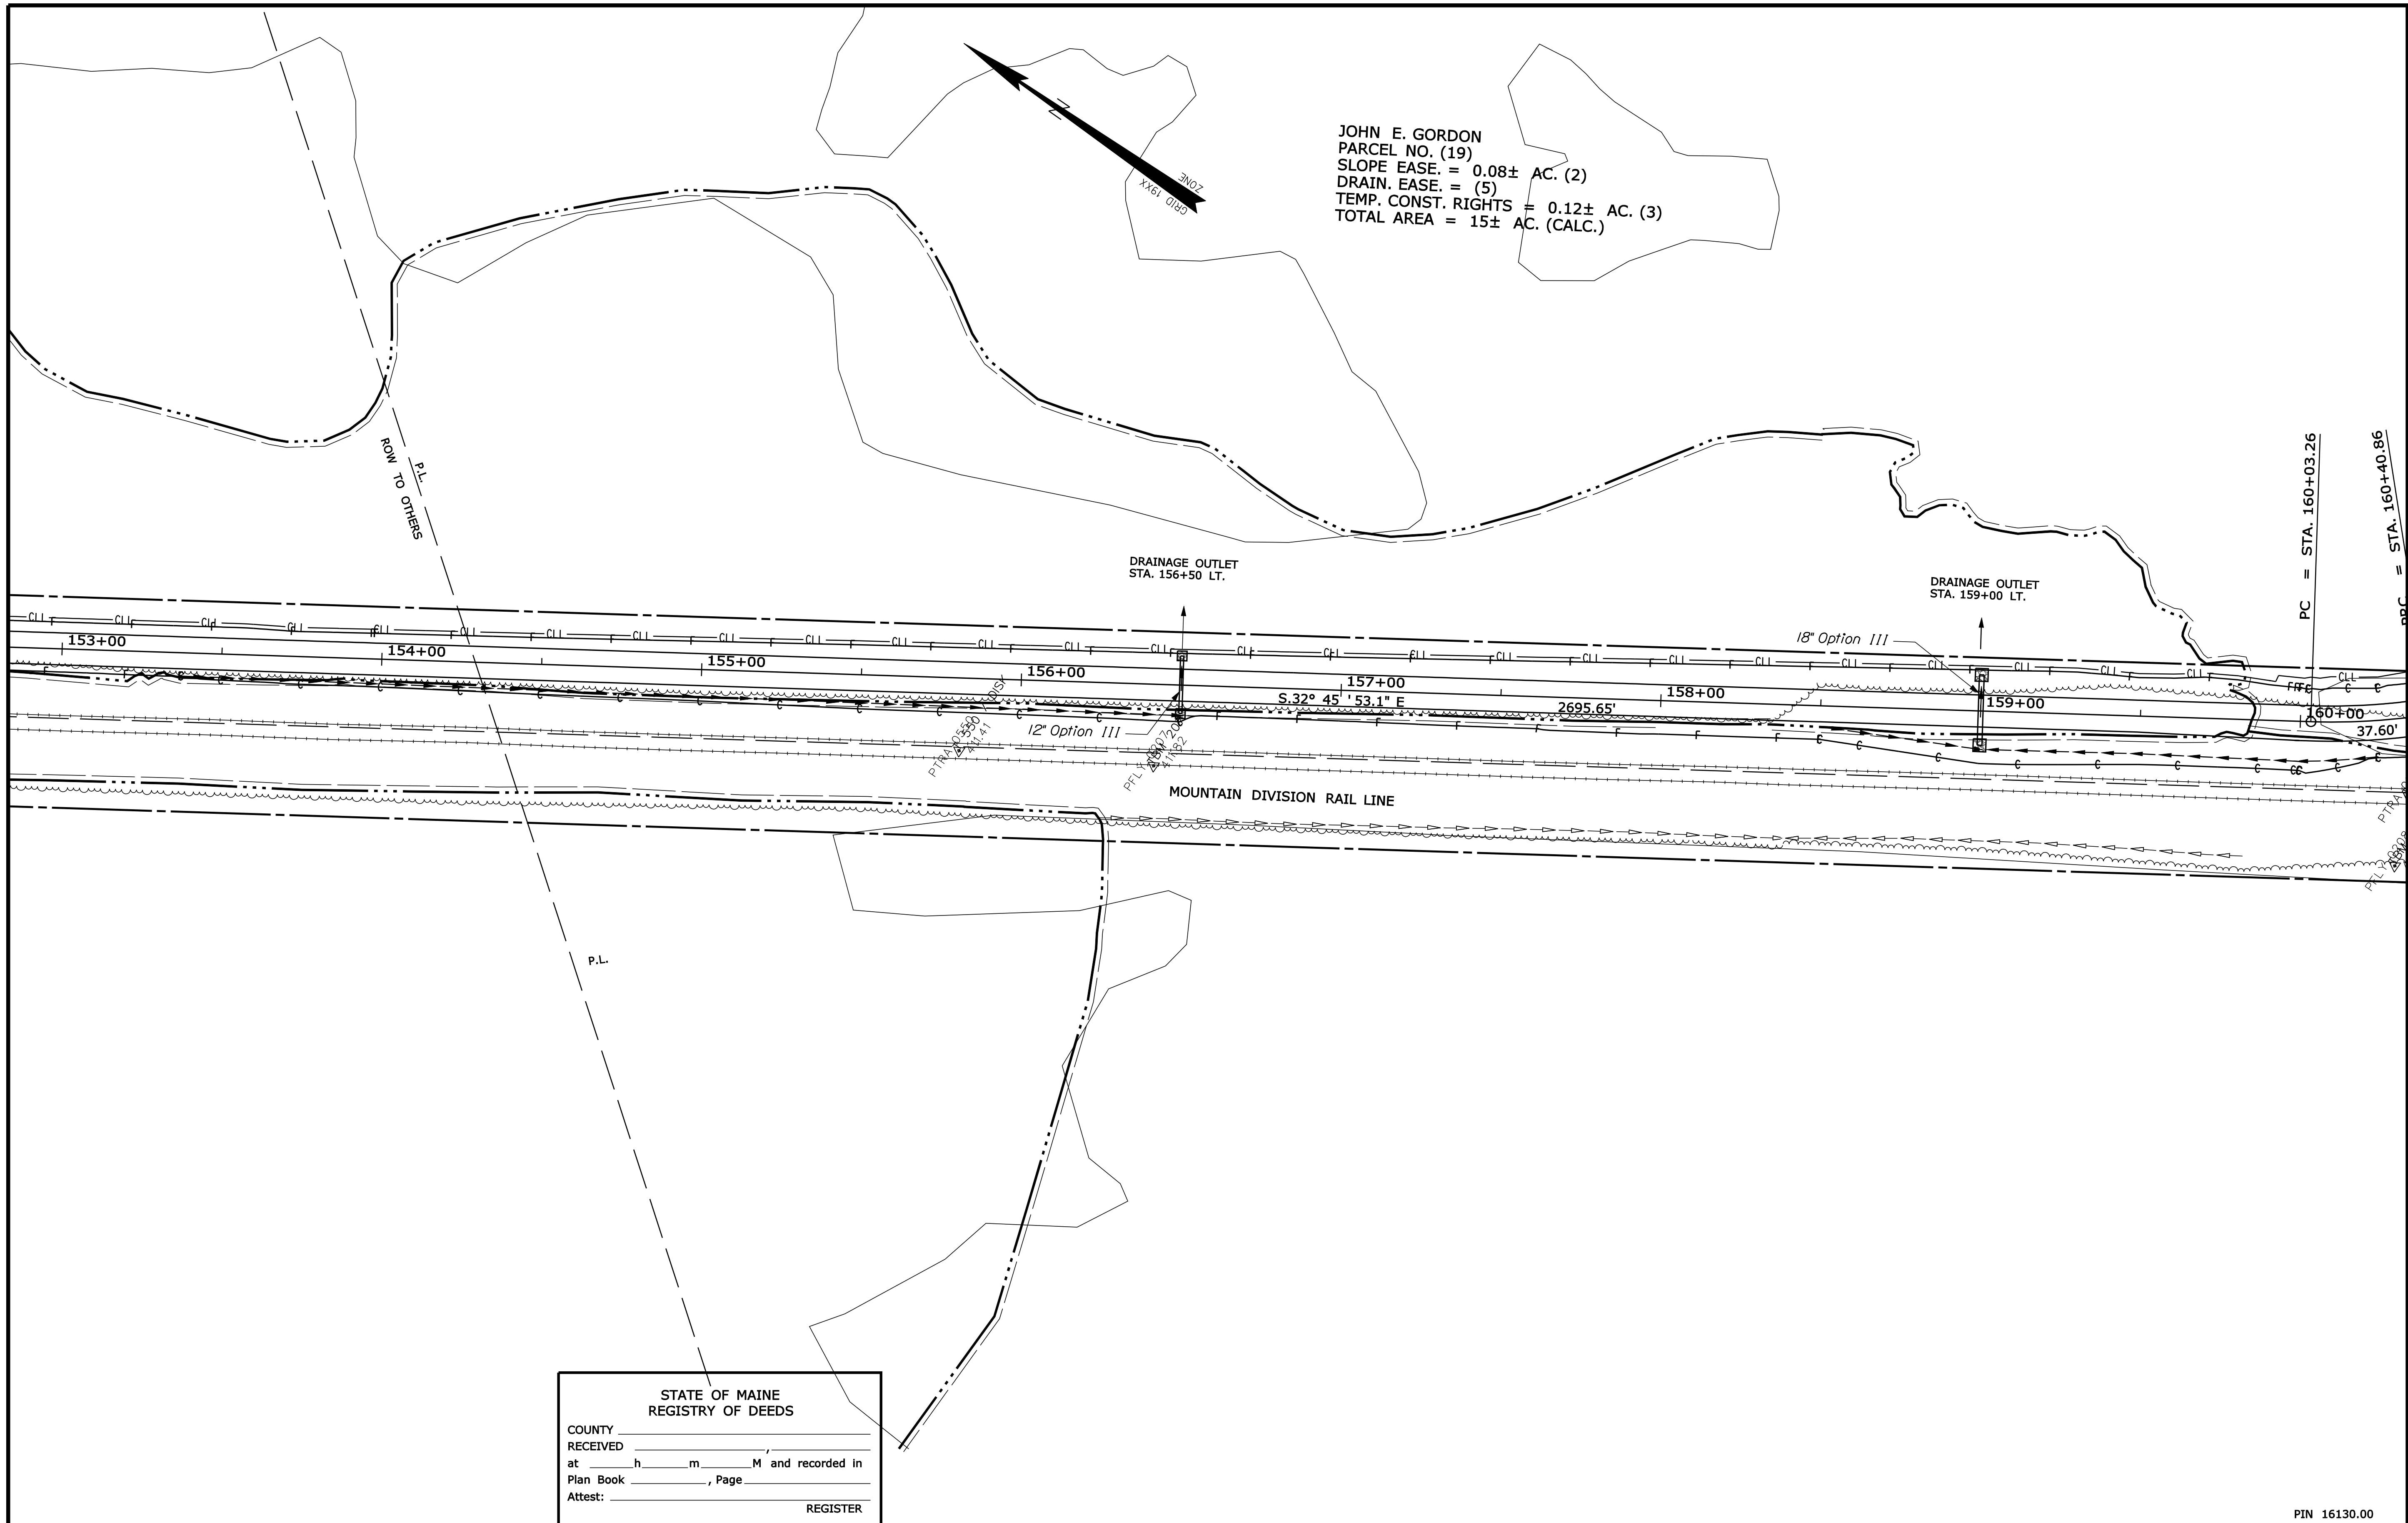 JOHN E. GORDON
PARCEL NO. (19)
SLOPE EASE. = 0.08± AC. (2)
DRAIN. EASE. = (5)
TEMP. CONST. RIGHTS = 0.12± AC. (3)
TOTAL AREA = 15± AC. (CALC.)
N
GRID 19XX
ZONE
P.L.
ROW TO OTHERS
DRAINAGE OUTLET
STA. 156+50 LT.
DRAINAGE OUTLET
STA. 159+00 LT.
PC = STA. 160+03.26
= STA. 160+40.86
18" Option III
153+00
154+00
155+00
156+00
157+00
158+00
159+00
160+00
S.32° 45 ' 53.1" E
2695.65'
37.60'
12" Option III
MOUNTAIN DIVISION RAIL LINE
P.L.
STATE OF MAINE
REGISTRY OF DEEDS
COUNTY
RECEIVED ,
at h m M and recorded in
Plan Book , Page
Attest:
REGISTER
PIN 16130.00